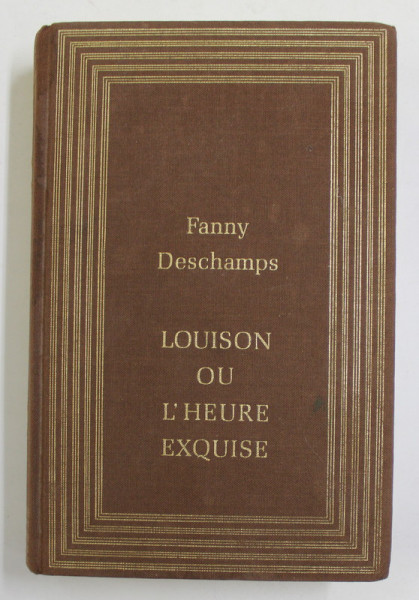 Fanny
Deschamps
LOUISON
OU
L'HEURE
EXQUISE